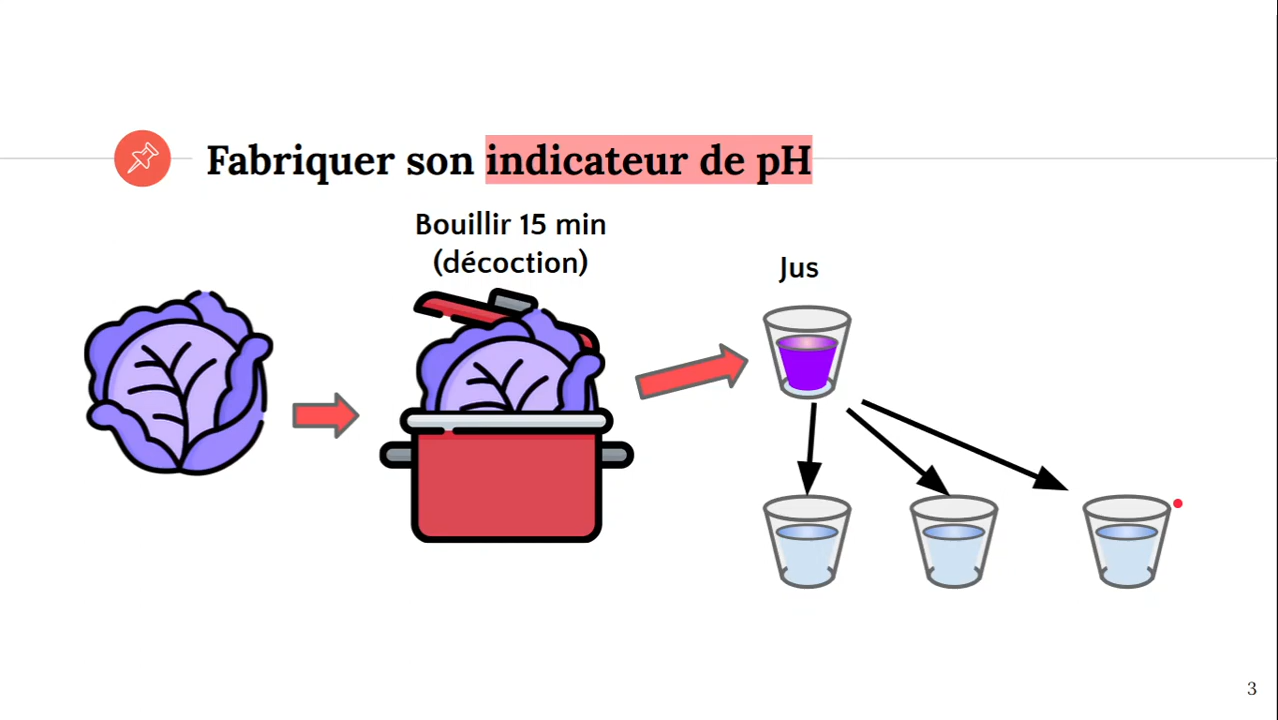 Fabriquer son indicateur de pH
Bouillir 15 min
(décoction)
Jus
3